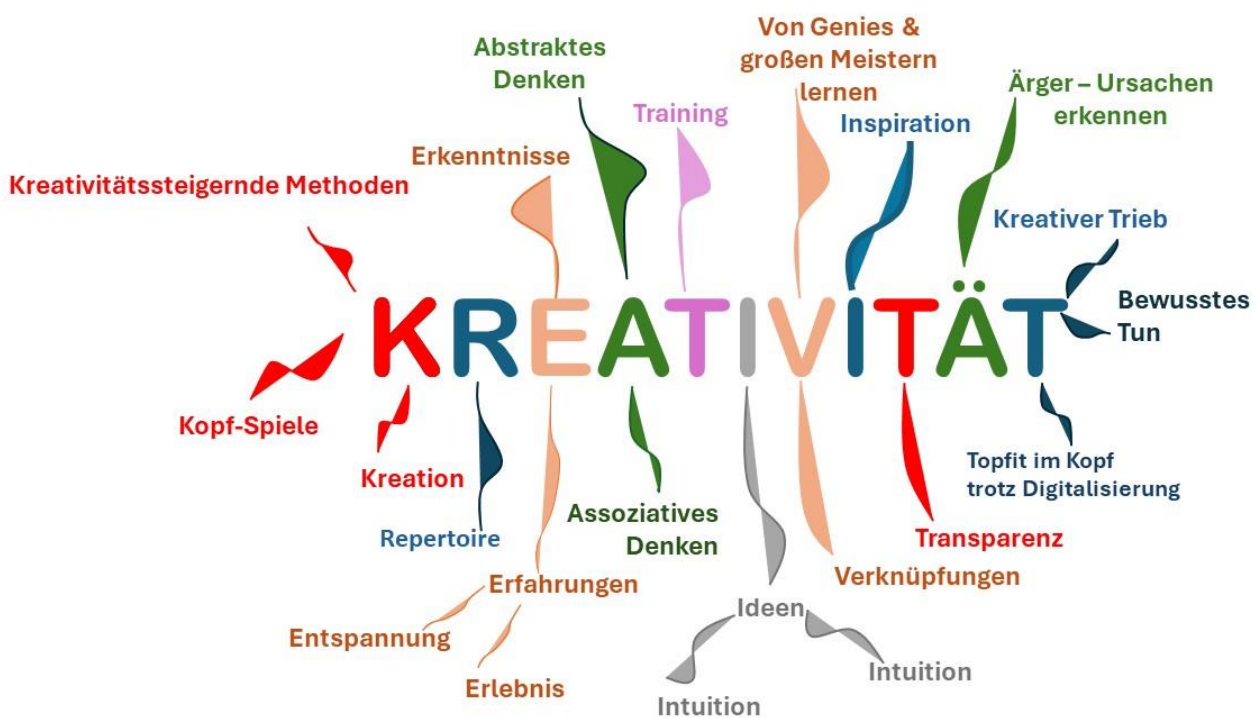 Von Genies &
großen Meistern
lernen
Abstraktes
Denken
Ärger – Ursachen
erkennen
Training
Inspiration
Erkenntnisse
Kreativitätssteigernde Methoden
Kreativer Trieb
KREATIVITÄT
Bewusstes
Tun
Kopf-Spiele
Kreation
Topfit im Kopf
trotz Digitalisierung
Repertoire
Assoziatives
Denken
Transparenz
Erfahrungen
Verknüpfungen
Ideen
Entspannung
Erlebnis
Intuition
Intuition